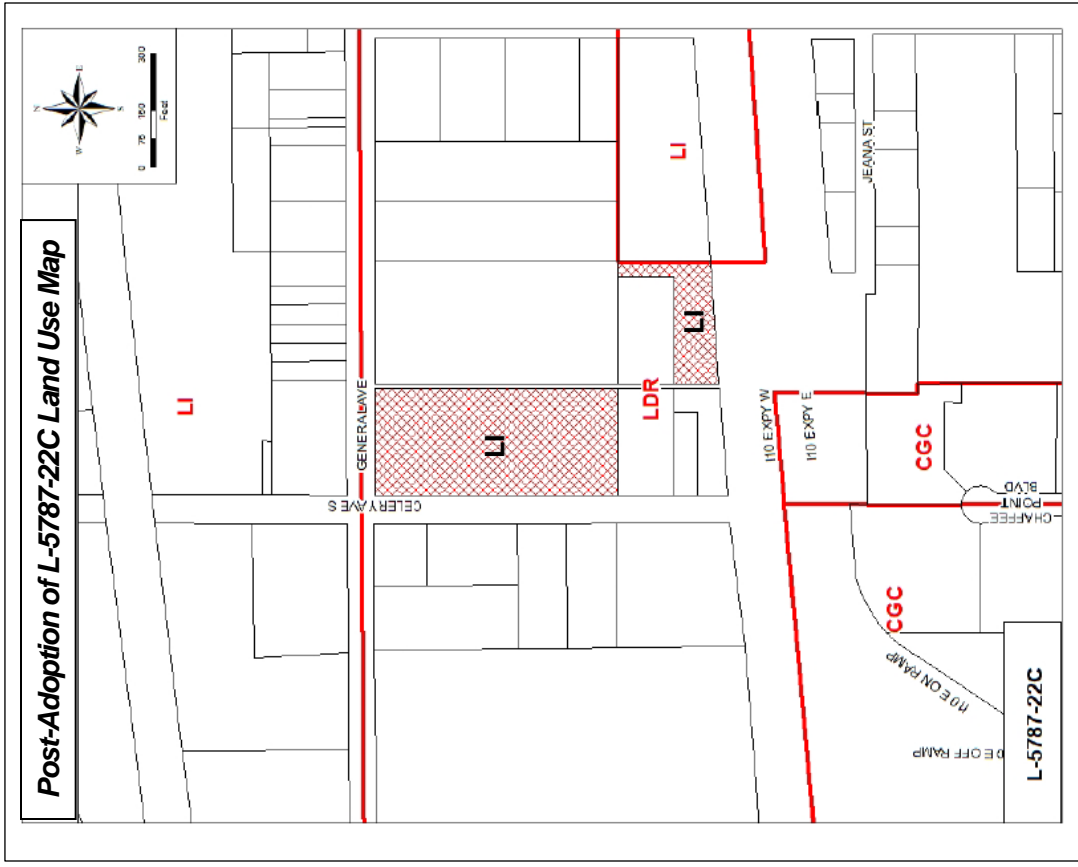 Post-Adoption of L-5787-22C Land Use Map
N
W
E
S
0 75 150 300
Feet
LI
GENERAL AVE
CELERY AVE S
LI
LI
LI
LDR
JEANA ST
I10 EXPY W
I10 EXPY E
CGC
CHAFFEE
POINT
BLVD
CGC
I10 E ON RAMP
E OFF RAMP
L-5787-22C